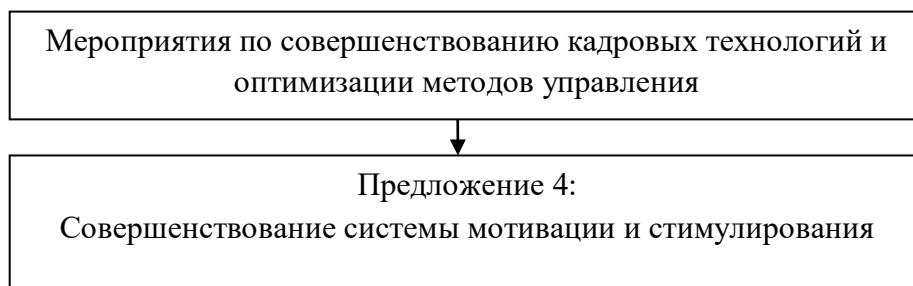 Мероприятия по совершенствованию кадровых технологий и
оптимизации методов управления
Предложение 4:
Совершенствование системы мотивации и стимулирования